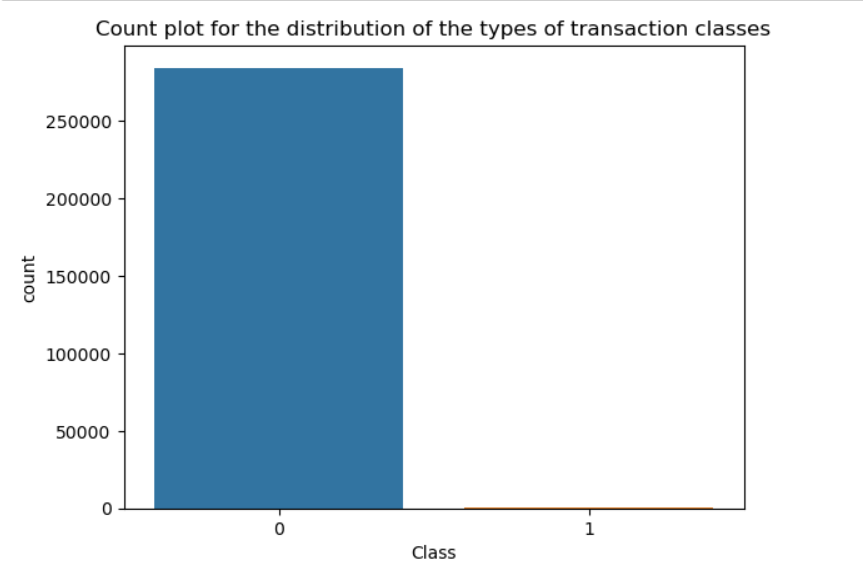 Count plot for the distribution of the types of transaction classes
250000
200000
150000
100000
50000
0
count
0 1
Class